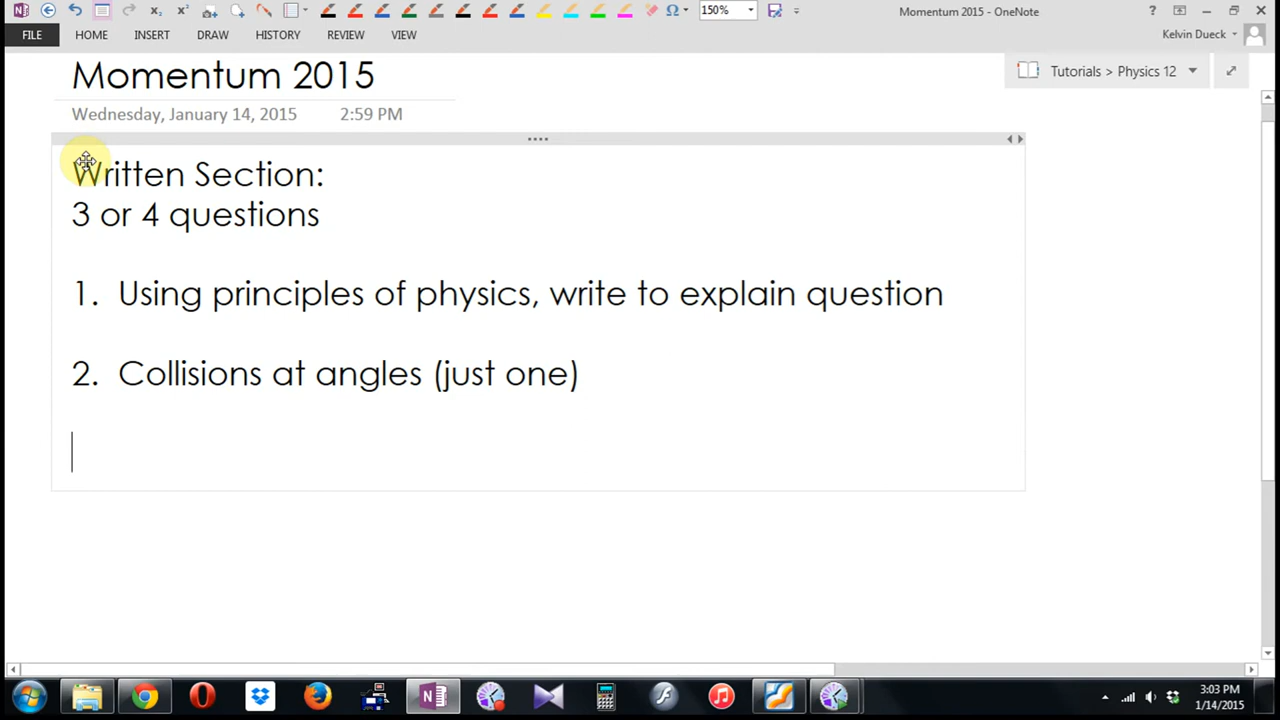 150%
Momentum 2015 - OneNote
FILE
HOME
INSERT
DRAW
HISTORY
REVIEW
VIEW
Kelvin Dueck
Tutorials > Physics 12
Momentum 2015
Wednesday, January 14, 2015 2:59 PM
Written Section:
3 or 4 questions
1. Using principles of physics, write to explain question
2. Collisions at angles (just one)
3:03 PM
1/14/2015